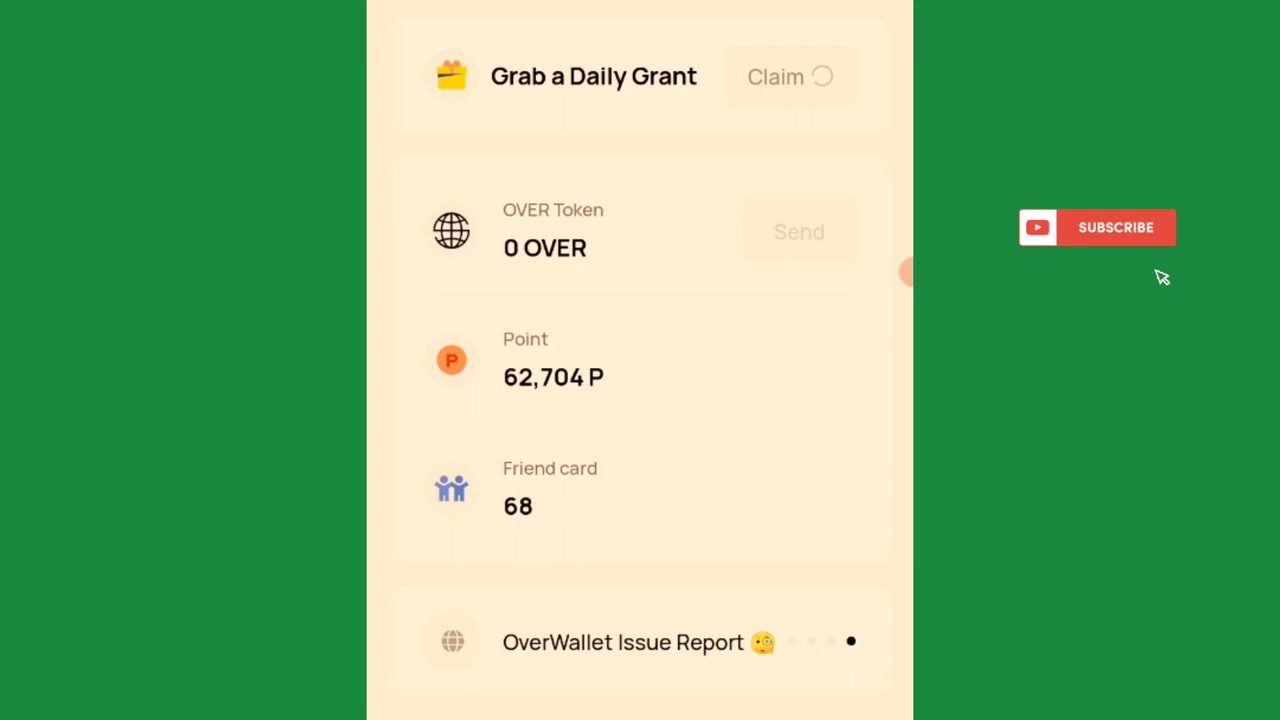 Grab a Daily Grant
Claim
OVER Token
0 OVER
Send
SUBSCRIBE
Point
P
62,704 P
Friend card
68
OverWallet Issue Report 🧐